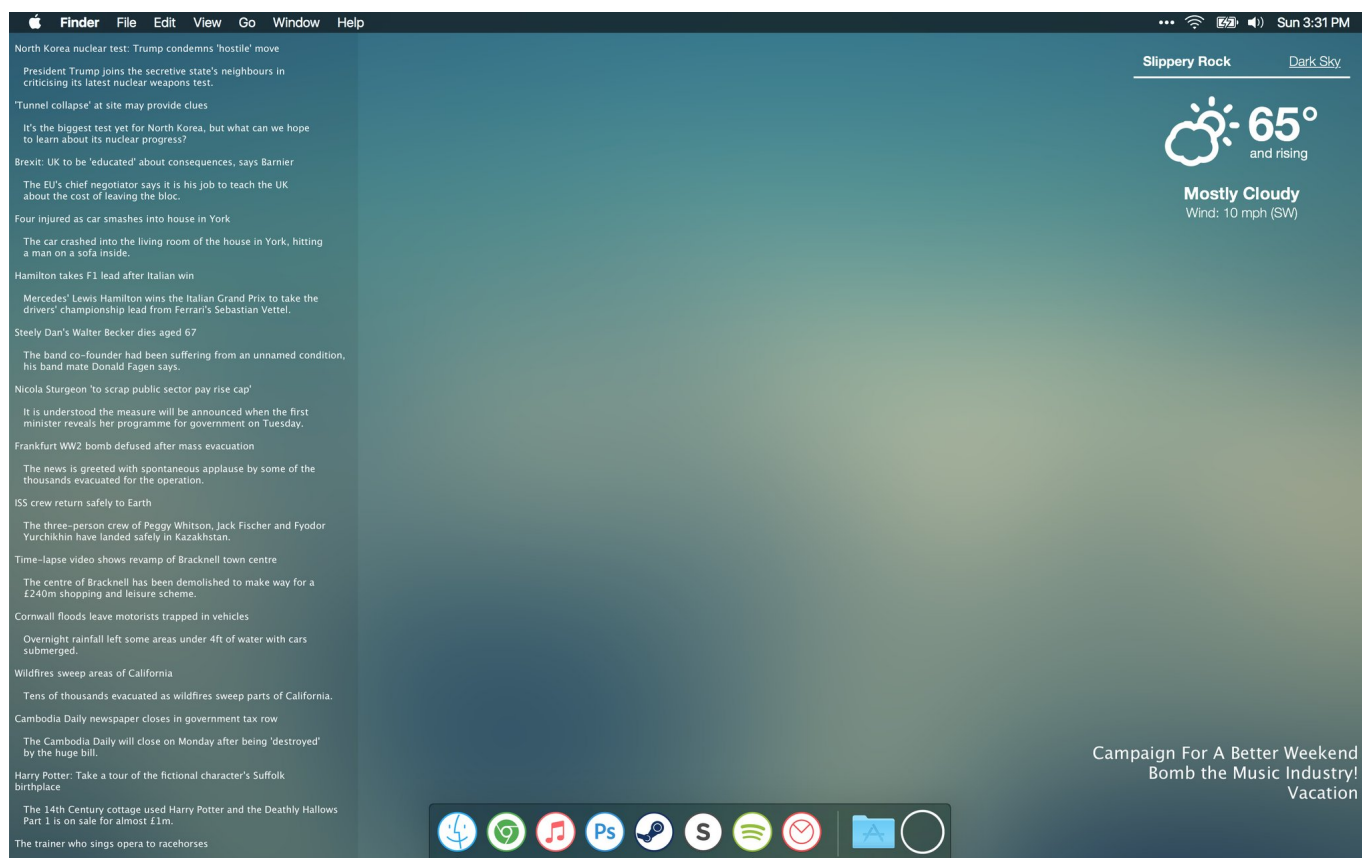 Finder File Edit View Go Window Help
Sun 3:31 PM
North Korea nuclear test: Trump condemns 'hostile' move
President Trump joins the secretive state's neighbours in
criticising its latest nuclear weapons test.
'Tunnel collapse' at site may provide clues
It's the biggest test yet for North Korea, but what can we hope
to learn about its nuclear progress?
Brexit: UK to be 'educated' about consequences, says Barnier
The EU's chief negotiator says it is his job to teach the UK
about the cost of leaving the bloc.
Four injured as car smashes into house in York
The car crashed into the living room of the house in York, hitting
a man on a sofa inside.
Hamilton takes F1 lead after Italian win
Mercedes' Lewis Hamilton wins the Italian Grand Prix to take the
drivers' championship lead from Ferrari's Sebastian Vettel.
Steely Dan's Walter Becker dies aged 67
The band co-founder had been suffering from an unnamed condition,
his band mate Donald Fagen says.
Nicola Sturgeon 'to scrap public sector pay rise cap'
It is understood the measure will be announced when the first
minister reveals her programme for government on Tuesday.
Frankfurt WW2 bomb defused after mass evacuation
The news is greeted with spontaneous applause by some of the
thousands evacuated for the operation.
ISS crew return safely to Earth
The three-person crew of Peggy Whitson, Jack Fischer and Fyodor
Yurchikhin have landed safely in Kazakhstan.
Time-lapse video shows revamp of Bracknell town centre
The centre of Bracknell has been demolished to make way for a
£240m shopping and leisure scheme.
Cornwall floods leave motorists trapped in vehicles
Overnight rainfall left some areas under 4ft of water with cars
submerged.
Wildfires sweep areas of California
Tens of thousands evacuated as wildfires sweep parts of California.
Cambodia Daily newspaper closes in government tax row
The Cambodia Daily will close on Monday after being 'destroyed'
by the huge bill.
Harry Potter: Take a tour of the fictional character's Suffolk
birthplace
The 14th Century cottage used Harry Potter and the Deathly Hallows
Part 1 is on sale for almost £1m.
The trainer who sings opera to racehorses
Slippery Rock Dark Sky
65°
and rising
Mostly Cloudy
Wind: 10 mph (SW)
Campaign For A Better Weekend
Bomb the Music Industry!
Vacation
Ps
S